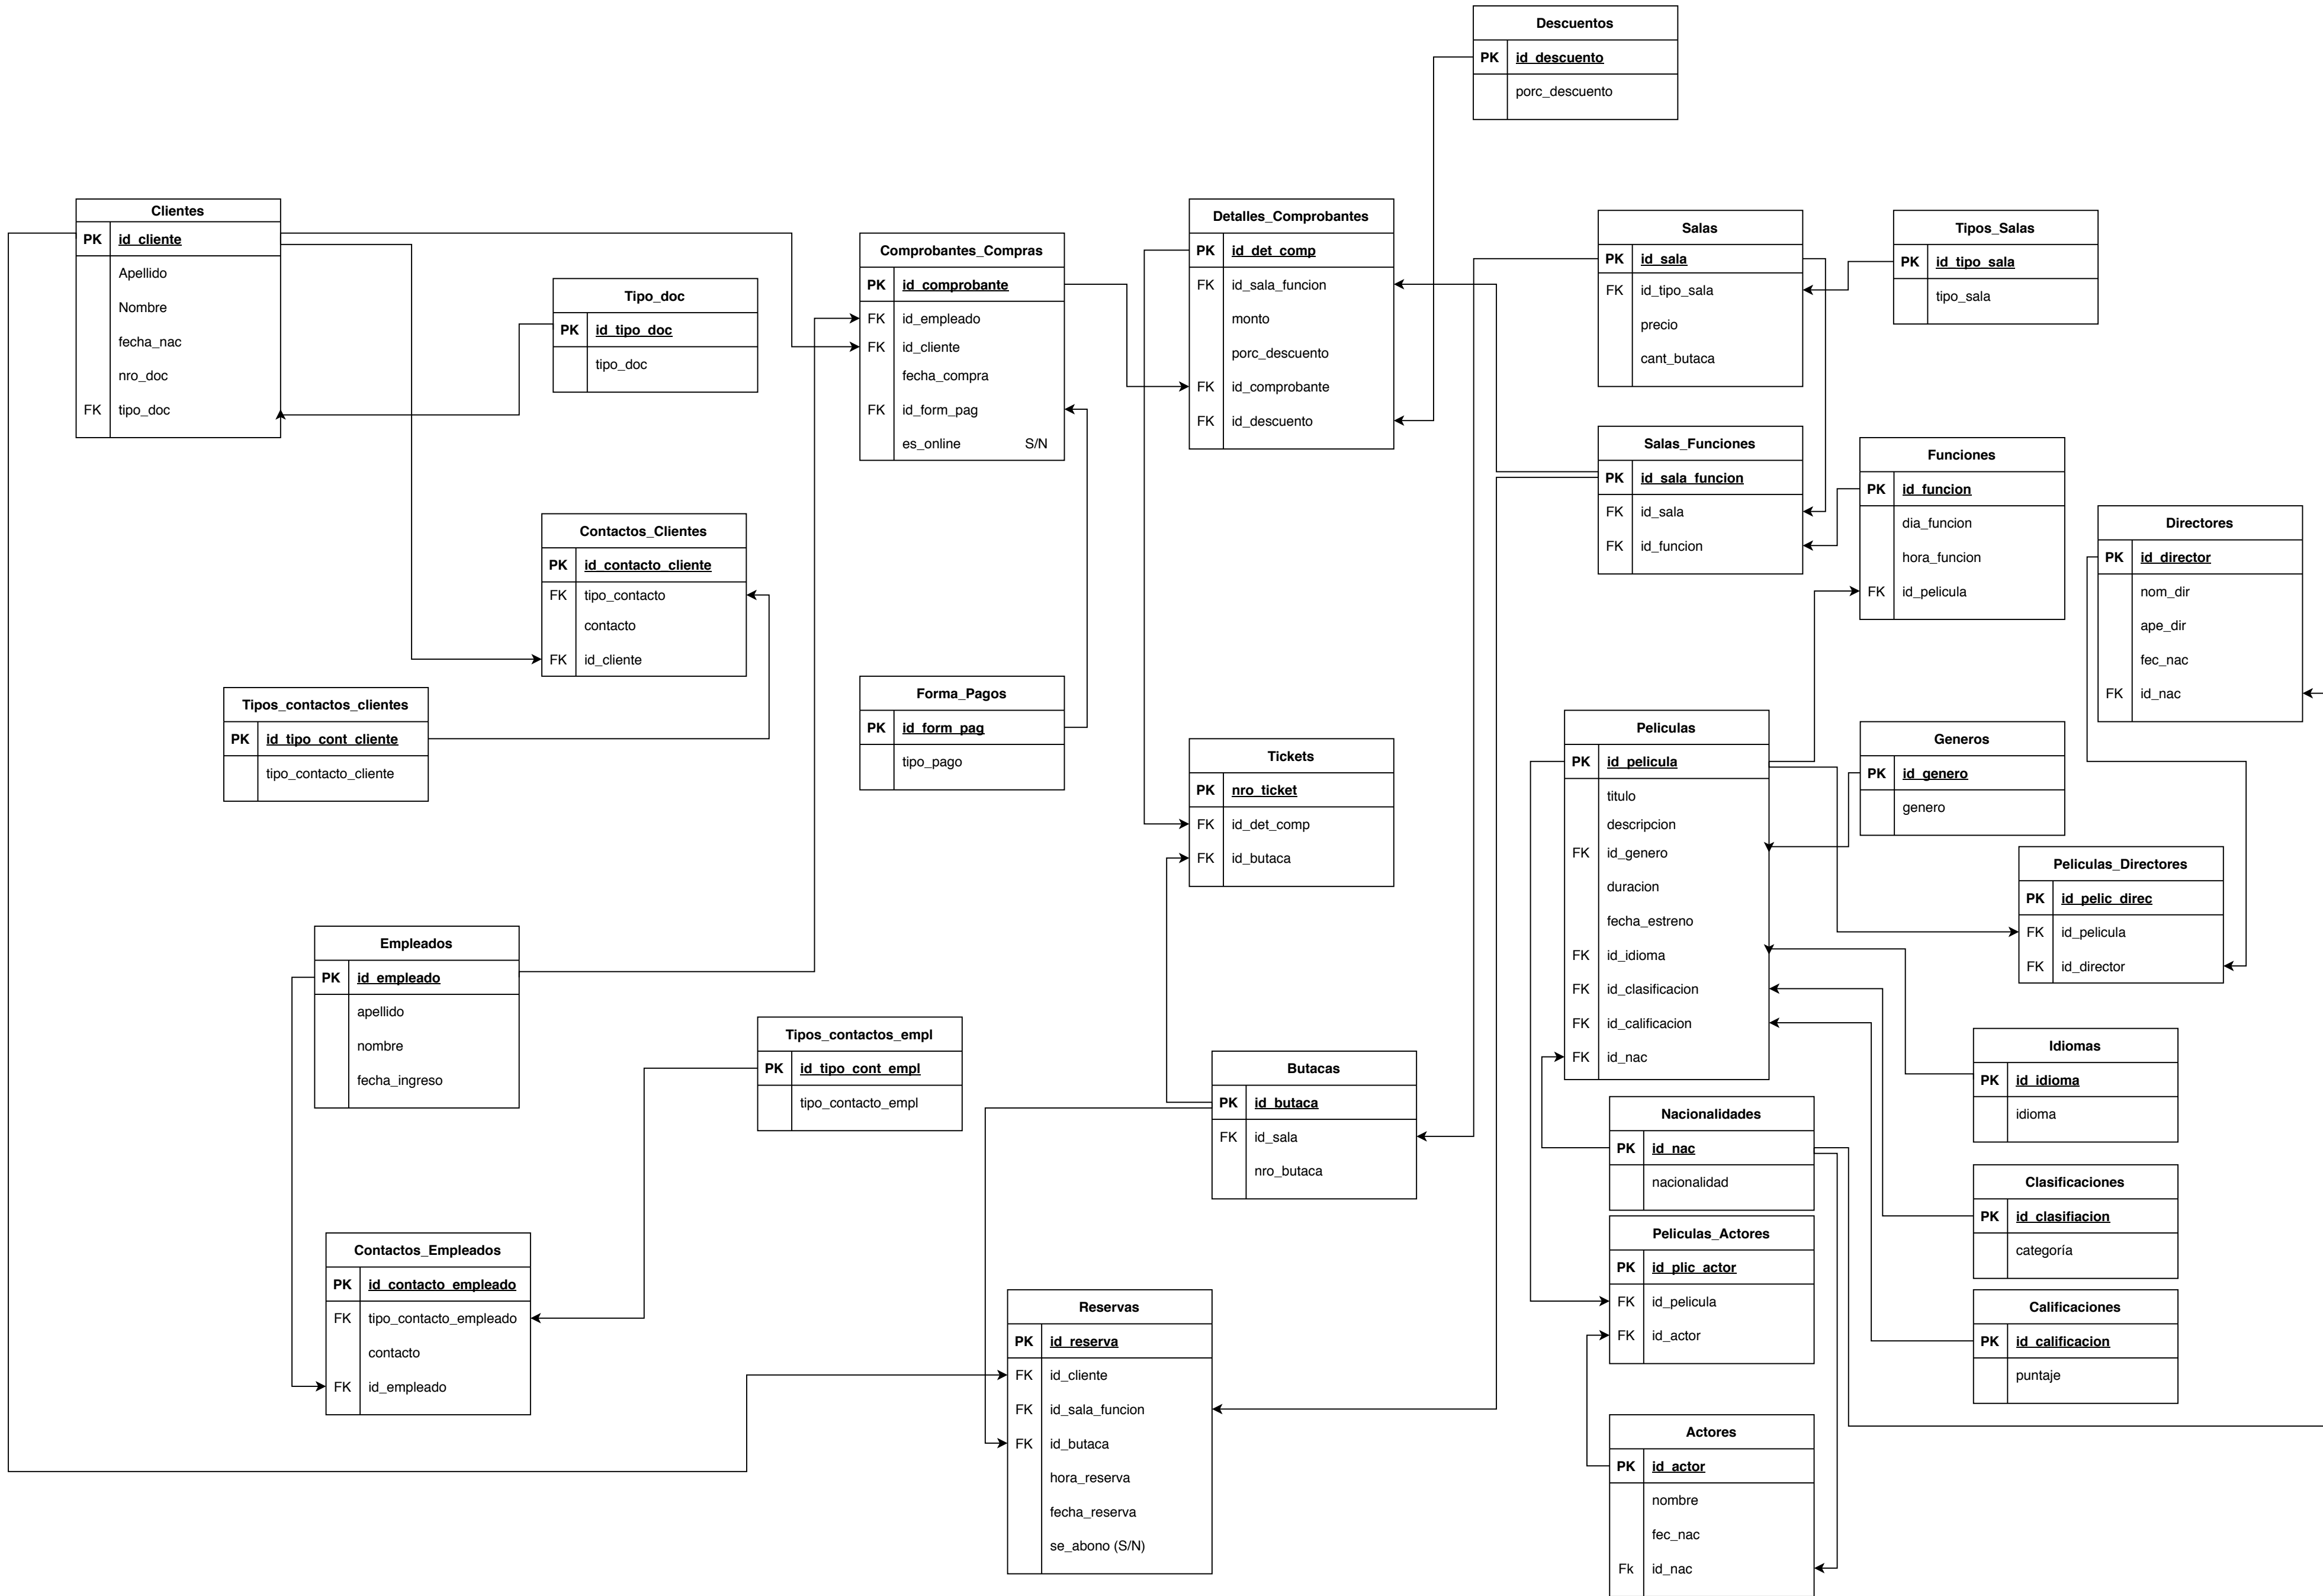 Descuentos
PK id_descuento
porc_descuento
Clientes
PK id_cliente
Apellido
Nombre
fecha_nac
nro_doc
FK tipo_doc
Tipo_doc
PK id_tipo_doc
tipo_doc
Comprobantes_Compras
PK id_comprobante
FK id_empleado
FK id_cliente
fecha_compra
FK id_form_pag
es_online S/N
Detalles_Comprobantes
PK id_det_comp
FK id_sala_funcion
monto
porc_descuento
FK id_comprobante
FK id_descuento
Salas
PK id_sala
FK id_tipo_sala
precio
cant_butaca
Tipos_Salas
PK id_tipo_sala
tipo_sala
Salas_Funciones
PK id_sala_funcion
FK id_sala
FK id_funcion
Funciones
PK id_funcion
dia_funcion
hora_funcion
FK id_pelicula
Directores
PK id_director
nom_dir
ape_dir
fec_nac
FK id_nac
Contactos_Clientes
PK id_contacto_cliente
FK tipo_contacto
contacto
FK id_cliente
Tipos_contactos_clientes
PK id_tipo_cont_cliente
tipo_contacto_cliente
Forma_Pagos
PK id_form_pag
tipo_pago
Tickets
PK nro_ticket
FK id_det_comp
FK id_butaca
Peliculas
PK id_pelicula
titulo
descripcion
FK id_genero
duracion
fecha_estreno
FK id_idioma
FK id_clasificacion
FK id_calificacion
FK id_nac
Generos
PK id_genero
genero
Peliculas_Directores
PK id_pelic_direc
FK id_pelicula
FK id_director
Empleados
PK id_empleado
apellido
nombre
fecha_ingreso
Tipos_contactos_empl
PK id_tipo_cont_empl
tipo_contacto_empl
Butacas
PK id_butaca
FK id_sala
nro_butaca
Idiomas
PK id_idioma
idioma
Nacionalidades
PK id_nac
nacionalidad
Clasificaciones
PK id_clasifiacion
categoría
Contactos_Empleados
PK id_contacto_empleado
FK tipo_contacto_empleado
contacto
FK id_empleado
Peliculas_Actores
PK id_plic_actor
FK id_pelicula
FK id_actor
Calificaciones
PK id_calificacion
puntaje
Reservas
PK id_reserva
FK id_cliente
FK id_sala_funcion
FK id_butaca
hora_reserva
fecha_reserva
se_abono (S/N)
Actores
PK id_actor
nombre
fec_nac
Fk id_nac